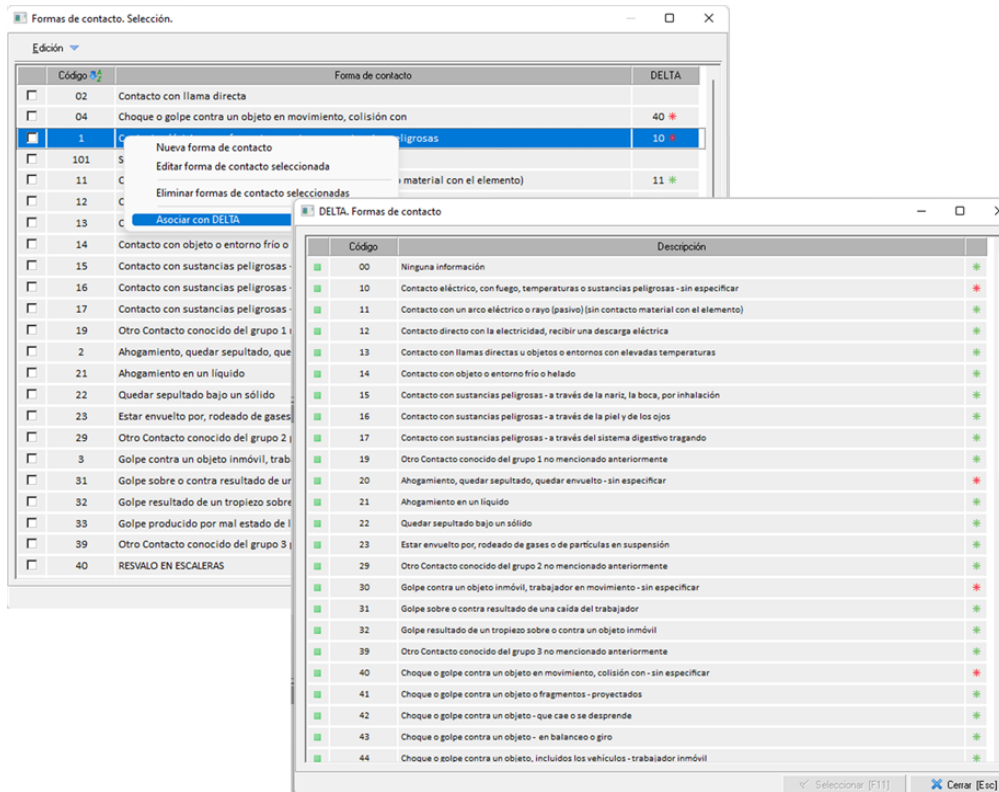 Formas de contacto. Selección.
Edición
Código Forma de contacto DELTA
02 Contacto con llama directa
04 Choque o golpe contra un objeto en movimiento, colisión con 40
1 ligrosas 10
101 S
11 material con el elemento) 11
12
13
14 Contacto con objeto o entorno frío o
15 Contacto con sustancias peligrosas -
16 Contacto con sustancias peligrosas -
17 Contacto con sustancias peligrosas -
19 Otro Contacto conocido del grupo 1
2 Ahogamiento, quedar sepultado, que
21 Ahogamiento en un líquido
22 Quedar sepultado bajo un sólido
23 Estar envuelto por, rodeado de gases
29 Otro Contacto conocido del grupo 2
3 Golpe contra un objeto inmóvil, trab
31 Golpe sobre o contra resultado de un
32 Golpe resultado de un tropiezo sobre
33 Golpe producido por mal estado de l
39 Otro Contacto conocido del grupo 3
40 RESVALO EN ESCALERAS
Nueva forma de contacto
Editar forma de contacto seleccionada
Eliminar formas de contacto seleccionadas
Asociar con DELTA
DELTA. Formas de contacto
Código Descripción
00 Ninguna información
10 Contacto eléctrico, con fuego, temperaturas o sustancias peligrosas - sin especificar
11 Contacto con un arco eléctrico o rayo (pasivo) (sin contacto material con el elemento)
12 Contacto directo con la electricidad, recibir una descarga eléctrica
13 Contacto con llamas directas u objetos o entornos con elevadas temperaturas
14 Contacto con objeto o entorno frío o helado
15 Contacto con sustancias peligrosas - a través de la nariz, la boca, por inhalación
16 Contacto con sustancias peligrosas - a través de la piel y de los ojos
17 Contacto con sustancias peligrosas - a través del sistema digestivo tragando
19 Otro Contacto conocido del grupo 1 no mencionado anteriormente
20 Ahogamiento, quedar sepultado, quedar envuelto - sin especificar
21 Ahogamiento en un líquido
22 Quedar sepultado bajo un sólido
23 Estar envuelto por, rodeado de gases o de partículas en suspensión
29 Otro Contacto conocido del grupo 2 no mencionado anteriormente
30 Golpe contra un objeto inmóvil, trabajador en movimiento - sin especificar
31 Golpe sobre o contra resultado de una caída del trabajador
32 Golpe resultado de un tropiezo sobre o contra un objeto inmóvil
39 Otro Contacto conocido del grupo 3 no mencionado anteriormente
40 Choque o golpe contra un objeto en movimiento, colisión con - sin especificar
41 Choque o golpe contra un objeto o fragmentos - proyectados
42 Choque o golpe contra un objeto - que cae o se desprende
43 Choque o golpe contra un objeto - en balanceo o giro
44 Choque o golpe contra un objeto, incluidos los vehículos - trabajador inmóvil
Seleccionar [F11] Cerrar [Esc]